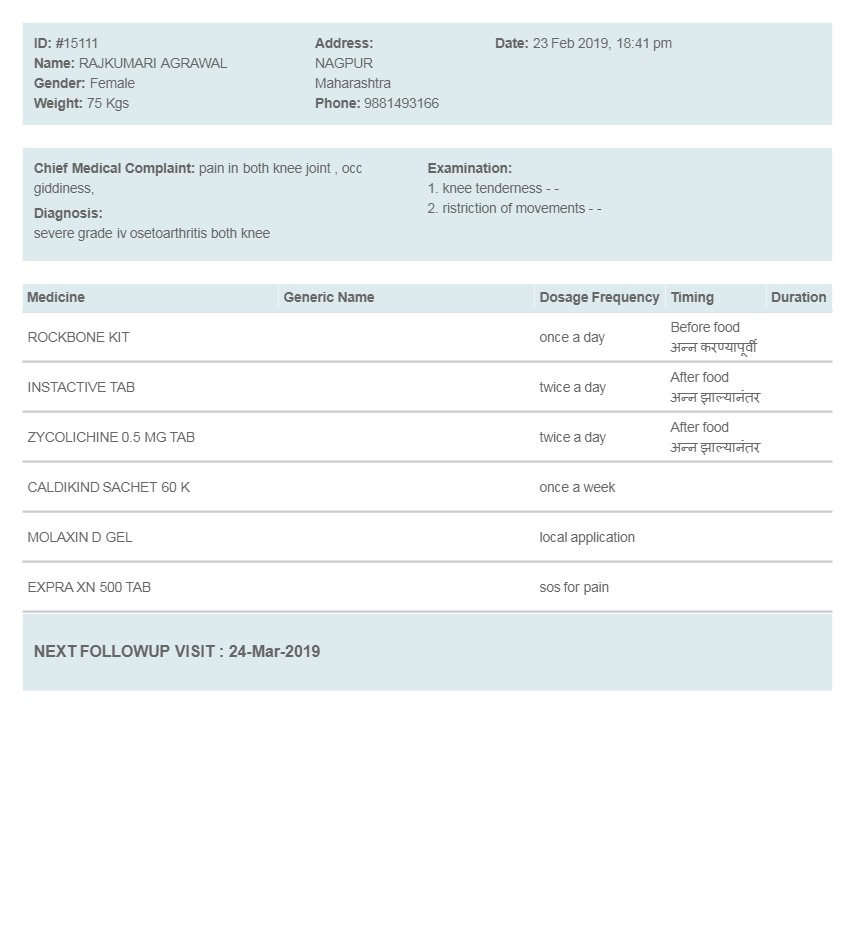 ID: #15111
Name: RAJKUMARI AGRAWAL
Gender: Female
Weight: 75 Kgs
Address:
NAGPUR
Maharashtra
Phone: 9881493166
Date: 23 Feb 2019, 18:41 pm
Chief Medical Complaint: pain in both knee joint , occ
giddiness,
Diagnosis:
severe grade iv osetoarthritis both knee
Examination:
1. knee tenderness - -
2. ristriction of movements - -
Medicine Generic Name Dosage Frequency Timing Duration
ROCKBONE KIT once a day Before food
अन्न करण्यापूर्वी
INSTACTIVE TAB twice a day After food
अन्न झाल्यानंतर
ZYCOLICHINE 0.5 MG TAB twice a day After food
अन्न झाल्यानंतर
CALDIKIND SACHET 60 K once a week
MOLAXIN D GEL local application
EXPRA XN 500 TAB sos for pain
NEXT FOLLOWUP VISIT : 24-Mar-2019